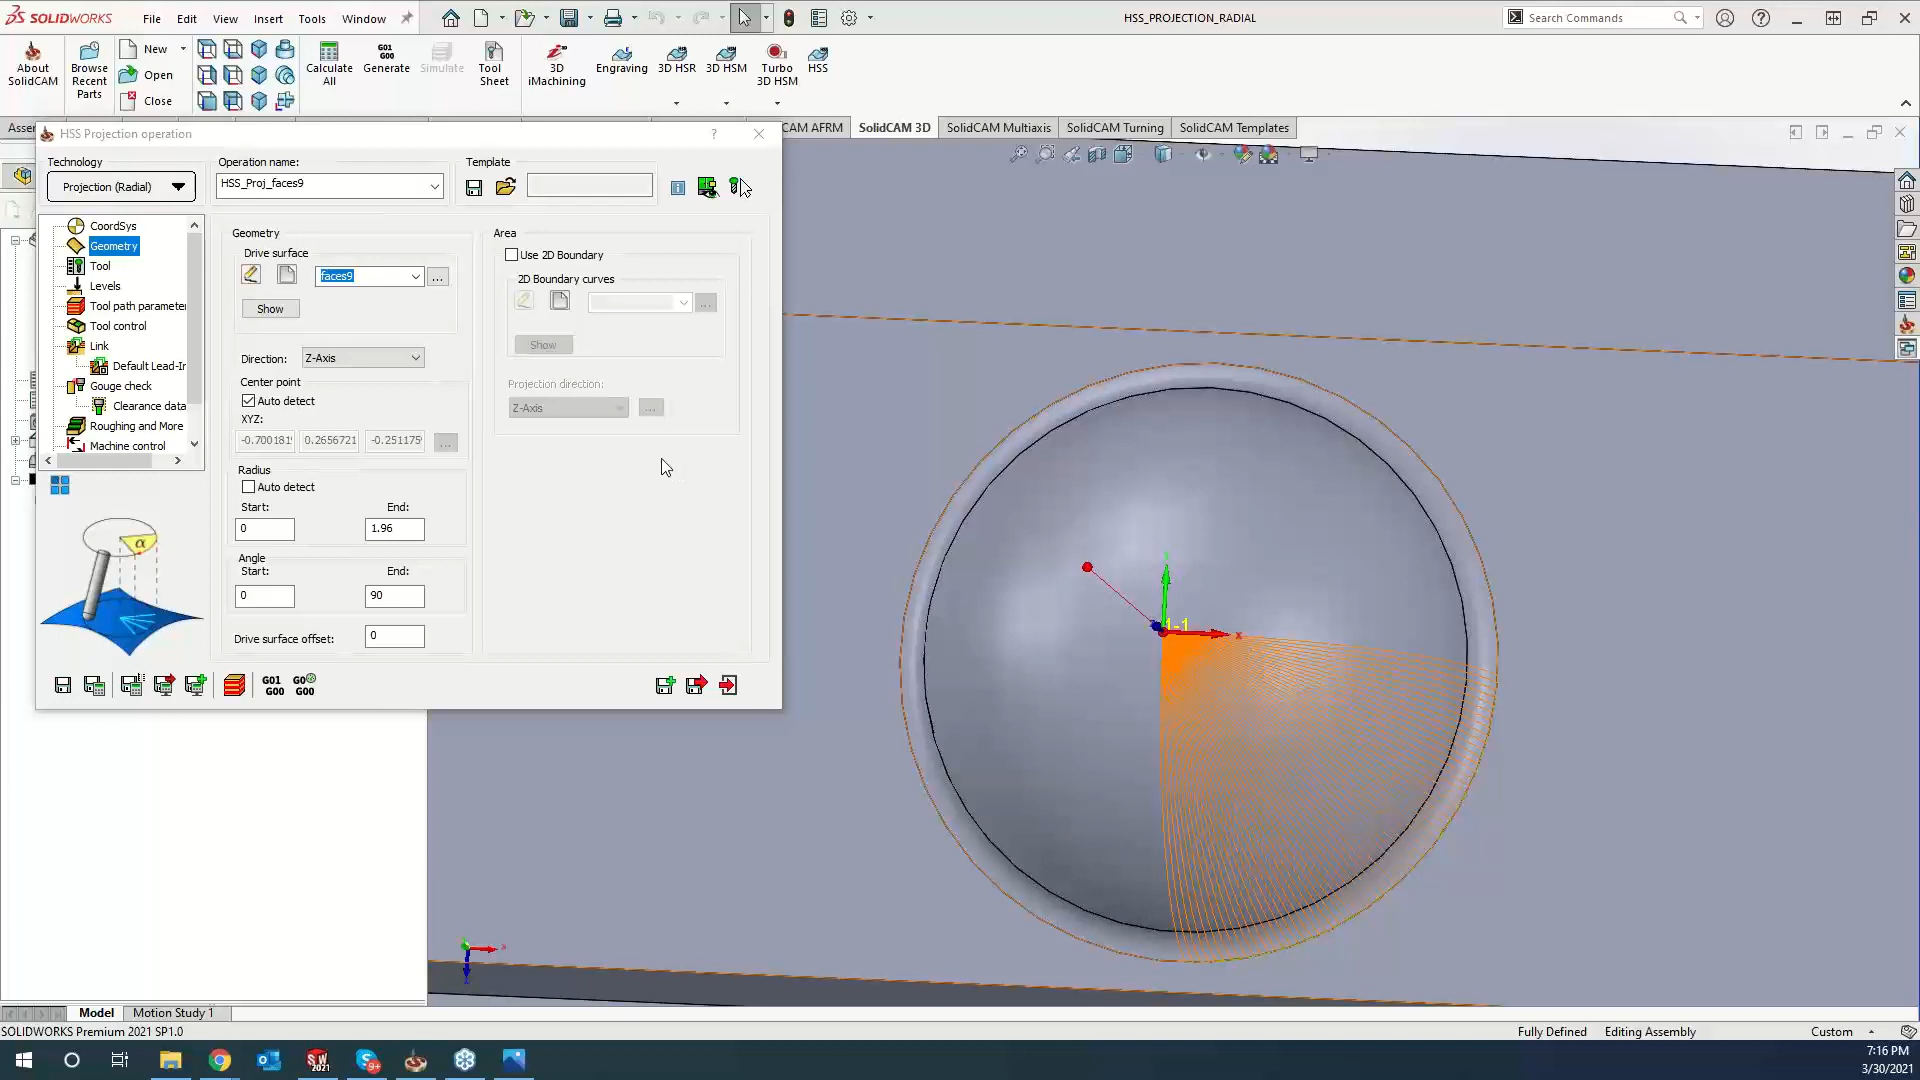 SOLIDWORKS
File
Edit
View
Insert
Tools
Window
HSS_PROJECTION_RADIAL
Search Commands
About SolidCAM
Browse Recent Parts
New
Open
Close
Calculate All
G01 G00 Generate
Simulate
Tool Sheet
3D iMachining
Engraving
3D HSR
3D HSM
Turbo 3D HSM
HSS
CAM AFRM
SolidCAM 3D
SolidCAM Multiaxis
SolidCAM Turning
SolidCAM Templates
HSS Projection operation
?
Technology
Projection (Radial)
Operation name:
HSS_Proj_faces9
Template
CoordSys
Geometry
Tool
Levels
Tool path paramete
Tool control
Link
Default Lead-Ir
Gouge check
Clearance data
Roughing and More
Machine control
α
Geometry
Drive surface
faces9
...
Show
Direction:
Z-Axis
Center point
Auto detect
XYZ:
-0.700181
0.2656721
-0.251175
...
Radius
Auto detect
Start:
End:
0
1.96
Angle
Start:
End:
0
90
Drive surface offset:
0
Area
Use 2D Boundary
2D Boundary curves
...
Show
Projection direction:
Z-Axis
...
G01 G00
G0 G00
1-1
x
Model
Motion Study 1
SOLIDWORKS Premium 2021 SP1.0
Fully Defined
Editing Assembly
Custom
7:16 PM
3/30/2021